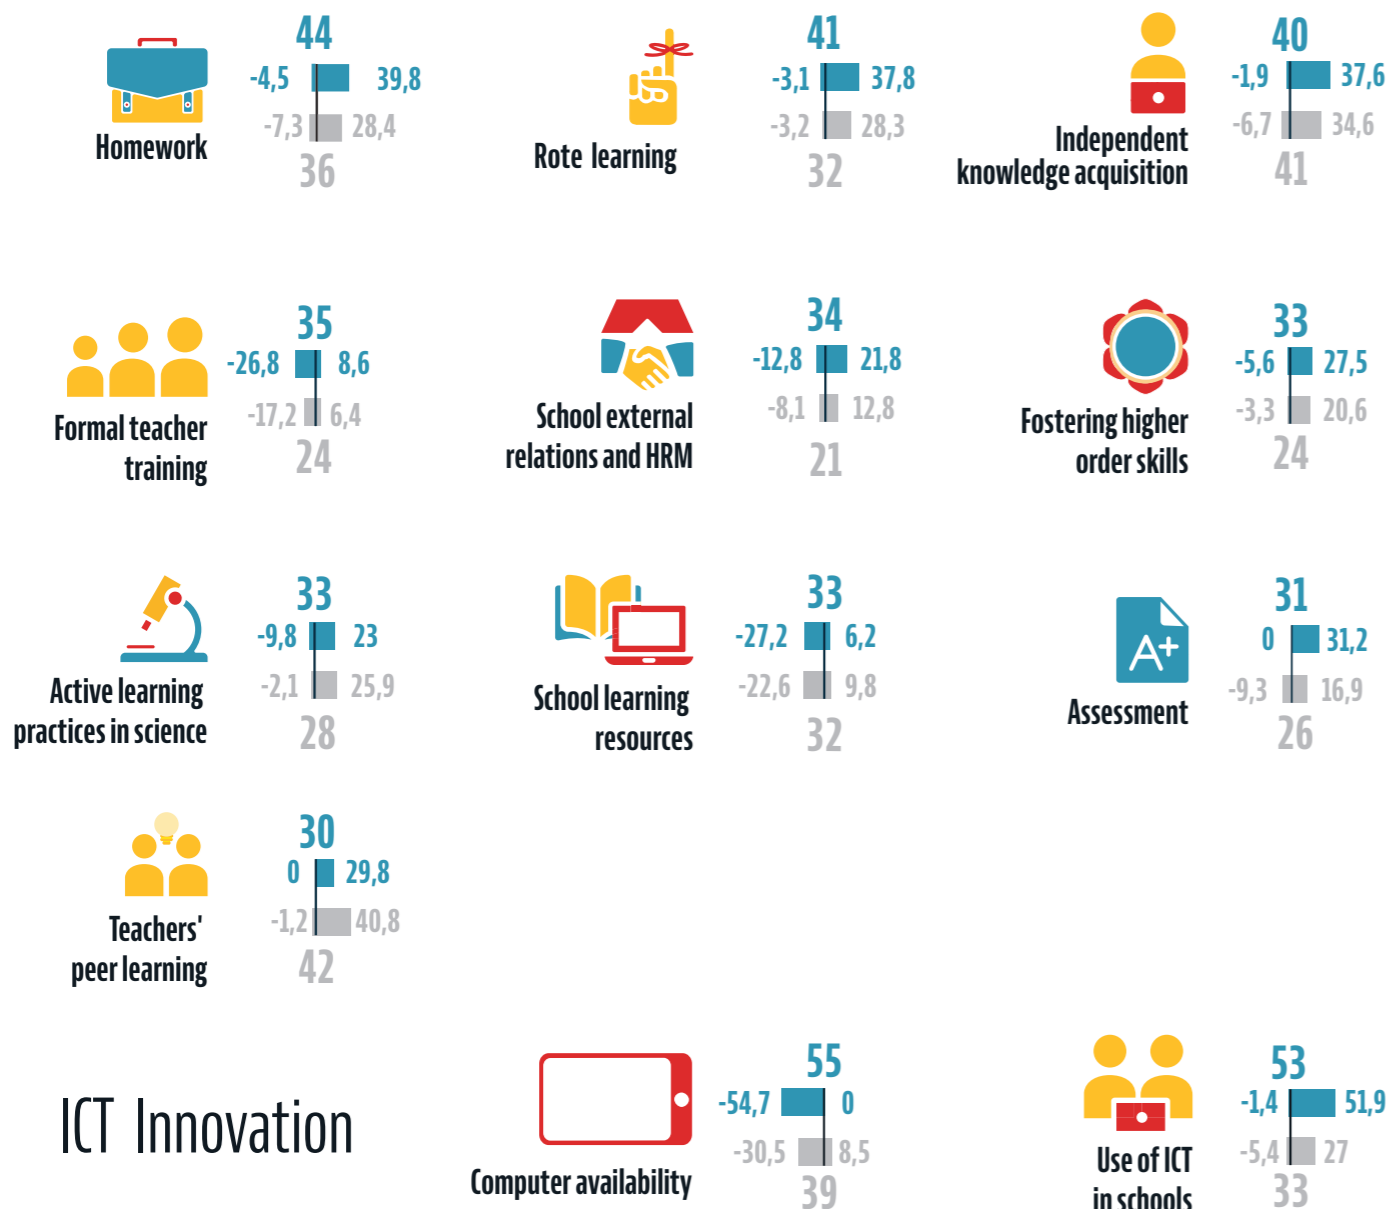 44
-4,5 39,8
-7,3 28,4
36
Homework
41
-3,1 37,8
-3,2 28,3
32
Rote learning
40
-1,9 37,6
-6,7 34,6
41
Independent
knowledge acquisition
35
-26,8 8,6
-17,2 6,4
24
Formal teacher
training
34
-12,8 21,8
-8,1 12,8
21
School external
relations and HRM
33
-5,6 27,5
-3,3 20,6
24
Fostering higher
order skills
33
-9,8 23
-2,1 25,9
28
Active learning
practices in science
33
-27,2 6,2
-22,6 9,8
32
School learning
resources
A+
31
0 31,2
-9,3 16,9
26
Assessment
30
0 29,8
-1,2 40,8
42
Teachers'
peer learning
ICT Innovation
55
-54,7 0
-30,5 8,5
39
Computer availability
53
-1,4 51,9
-5,4 27
33
Use of ICT
in schools